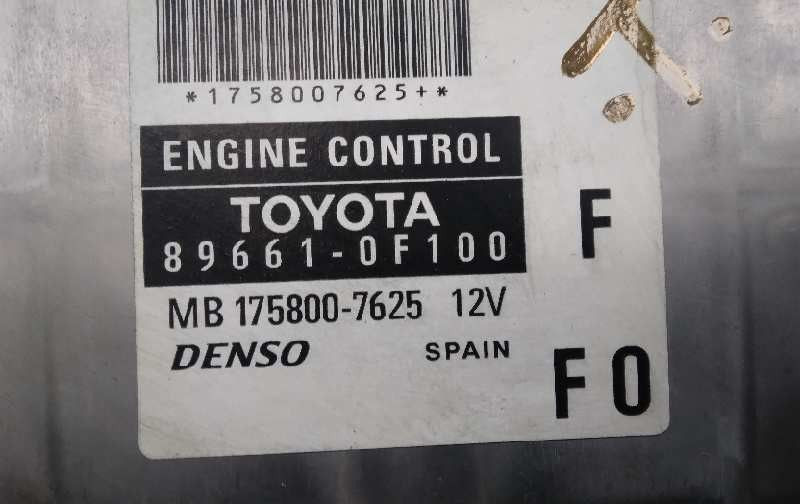 *1758007625+*
ENGINE CONTROL
TOYOTA
89661-0F100
F
MB 175800-7625 12V
DENSO SPAIN
F0